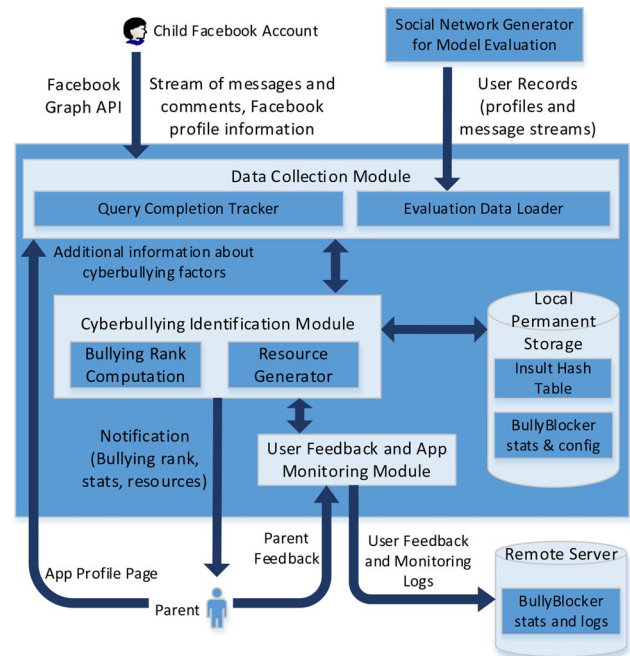 Child Facebook Account
Social Network Generator
for Model Evaluation
Facebook
Graph API
Stream of messages and
comments, Facebook
profile information
User Records
(profiles and
message streams)
Data Collection Module
Query Completion Tracker
Evaluation Data Loader
Additional information about
cyberbullying factors
Cyberbullying Identification Module
Bullying Rank
Computation
Resource
Generator
Local
Permanent
Storage
Insult Hash
Table
BullyBlocker
stats & config
Notification
(Bullying rank,
stats, resources)
User Feedback and App
Monitoring Module
Parent
Feedback
User Feedback
and Monitoring
Logs
App Profile Page
Parent
Remote Server
BullyBlocker
stats and logs